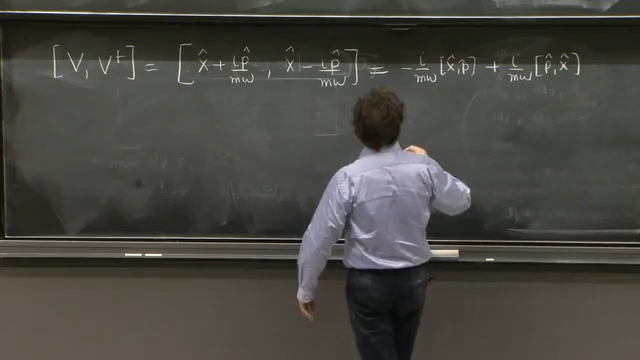 [V, V†] = [x̂ + ip̂/mω, x̂ − ip̂/mω] = −i/mω [x̂,p̂] + i/mω [p̂,x̂]